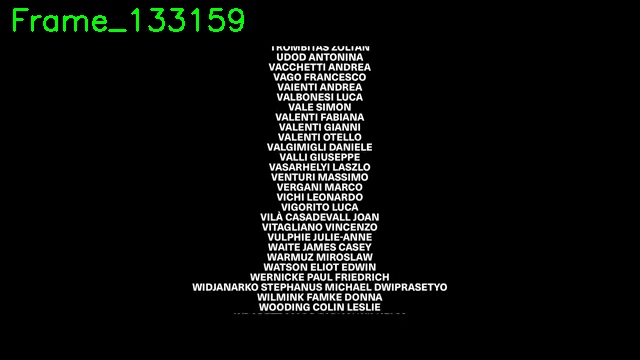 Frame_133159
TROMBITAS ZOLTAN
UDOD ANTONINA
VACCHETTI ANDREA
VAGO FRANCESCO
VAIENTI ANDREA
VALBONESI LUCA
VALE SIMON
VALENTI FABIANA
VALENTI GIANNI
VALENTI OTELLO
VALGIMIGLI DANIELE
VALLI GIUSEPPE
VASARHELYI LASZLO
VENTURI MASSIMO
VERGANI MARCO
VICHI LEONARDO
VIGORITO LUCA
VILÀ CASADEVALL JOAN
VITAGLIANO VINCENZO
VULPHIE JULIE-ANNE
WAITE JAMES CASEY
WARMUZ MIROSLAW
WATSON ELIOT EDWIN
WERNICKE PAUL FRIEDRICH
WIDJANARKO STEPHANUS MICHAEL DWIPRASETYO
WILMINK FAMKE DONNA
WOODING COLIN LESLIE